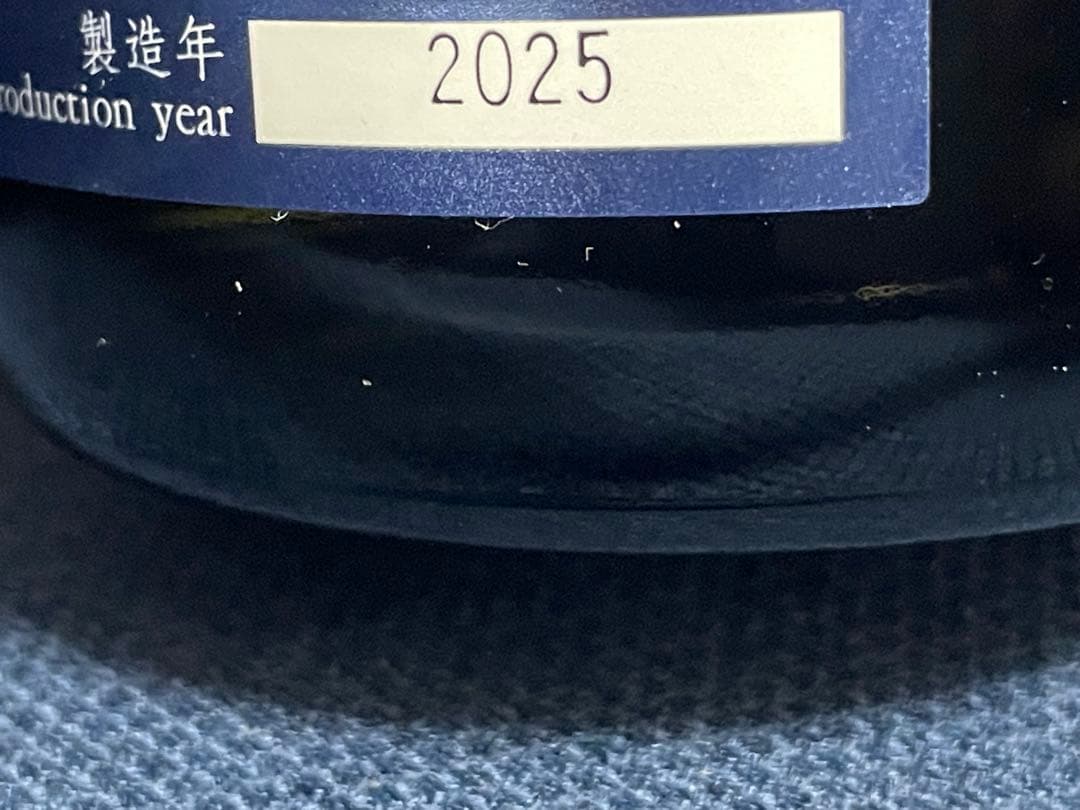 製造年
roduction year
2025